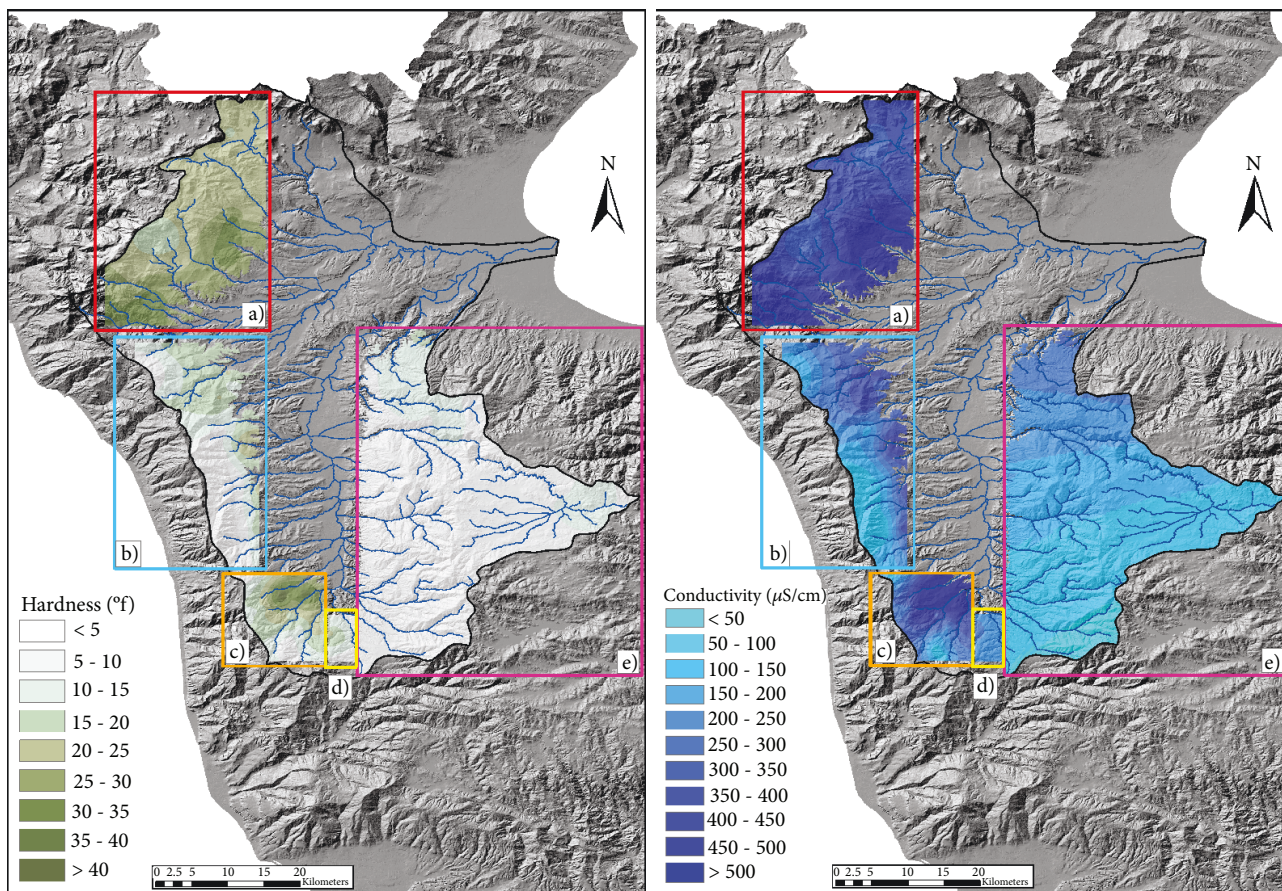 N
a)
b)
c)
d)
e)
Hardness (ºf)
< 5
5 - 10
10 - 15
15 - 20
20 - 25
25 - 30
30 - 35
35 - 40
> 40
0 2.5 5 10 15 20
Kilometers
N
a)
b)
c)
d)
e)
Conductivity (µS/cm)
< 50
50 - 100
100 - 150
150 - 200
200 - 250
250 - 300
300 - 350
350 - 400
400 - 450
450 - 500
> 500
0 2.5 5 10 15 20
Kilometers